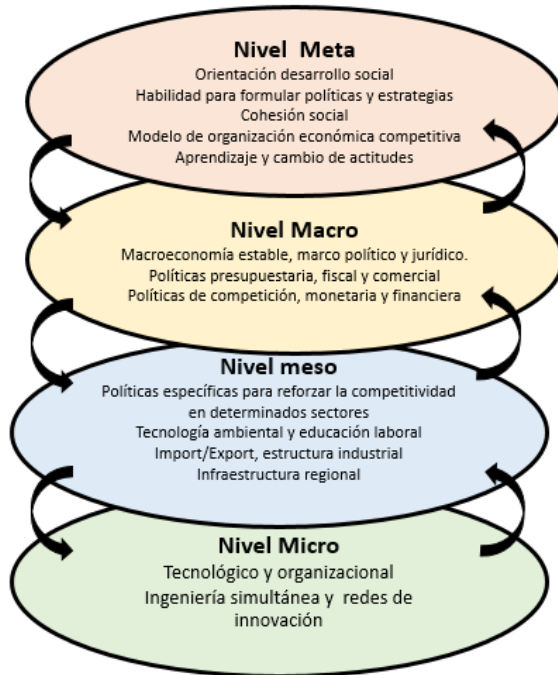 Nivel Meta
Orientación desarrollo social
Habilidad para formular políticas y estrategias
Cohesión social
Modelo de organización económica competitiva
Aprendizaje y cambio de actitudes
Nivel Macro
Macroeconomía estable, marco político y jurídico.
Políticas presupuestaria, fiscal y comercial
Políticas de competición, monetaria y financiera
Nivel meso
Políticas específicas para reforzar la competitividad
en determinados sectores
Tecnología ambiental y educación laboral
Import/Export, estructura industrial
Infraestructura regional
Nivel Micro
Tecnológico y organizacional
Ingeniería simultánea y redes de
innovación